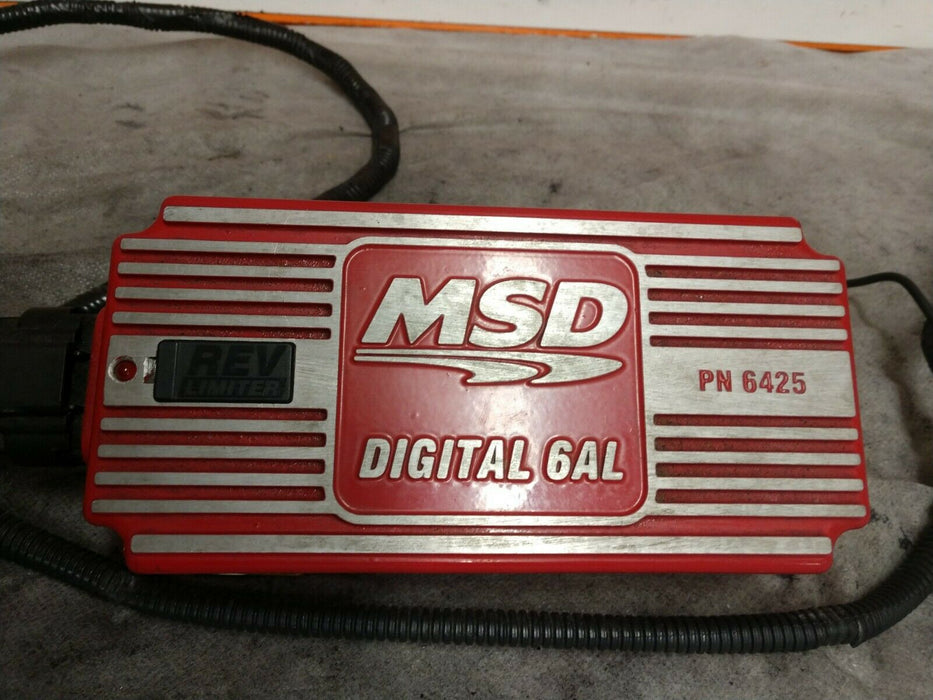 MSD
REV
LIMITER
PN 6425
DIGITAL 6AL